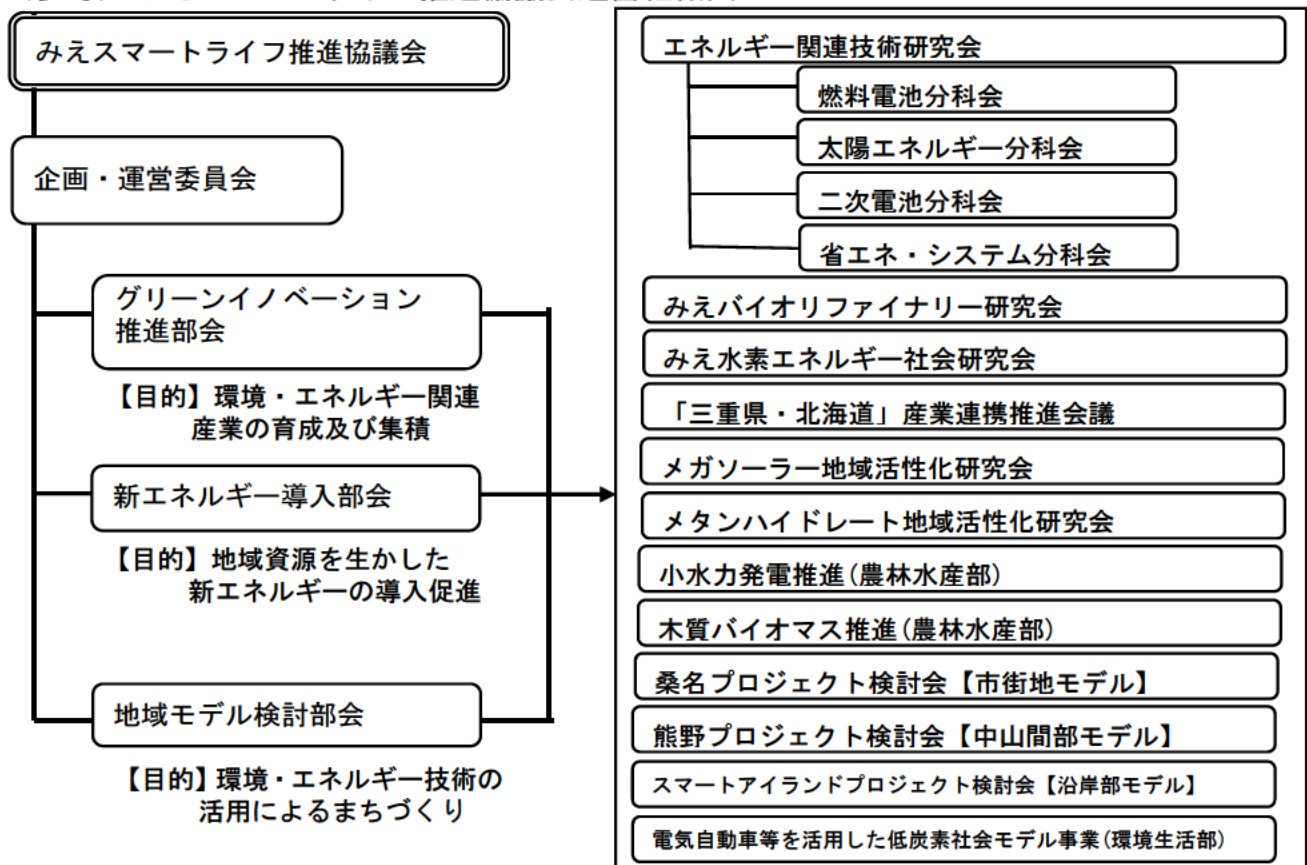 みえスマートライフ推進協議会
企画・運営委員会
グリーンイノベーション
推進部会
【目的】環境・エネルギー関連
産業の育成及び集積
新エネルギー導入部会
【目的】地域資源を生かした
新エネルギーの導入促進
地域モデル検討部会
【目的】環境・エネルギー技術の
活用によるまちづくり
エネルギー関連技術研究会
燃料電池分科会
太陽エネルギー分科会
二次電池分科会
省エネ・システム分科会
みえバイオリファイナリー研究会
みえ水素エネルギー社会研究会
「三重県・北海道」産業連携推進会議
メガソーラー地域活性化研究会
メタンハイドレート地域活性化研究会
小水力発電推進(農林水産部)
木質バイオマス推進(農林水産部)
桑名プロジェクト検討会【市街地モデル】
熊野プロジェクト検討会【中山間部モデル】
スマートアイランドプロジェクト検討会【沿岸部モデル】
電気自動車等を活用した低炭素社会モデル事業(環境生活部)